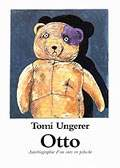 Tomi Ungerer
Otto
Autobiographie d'un ours en peluche